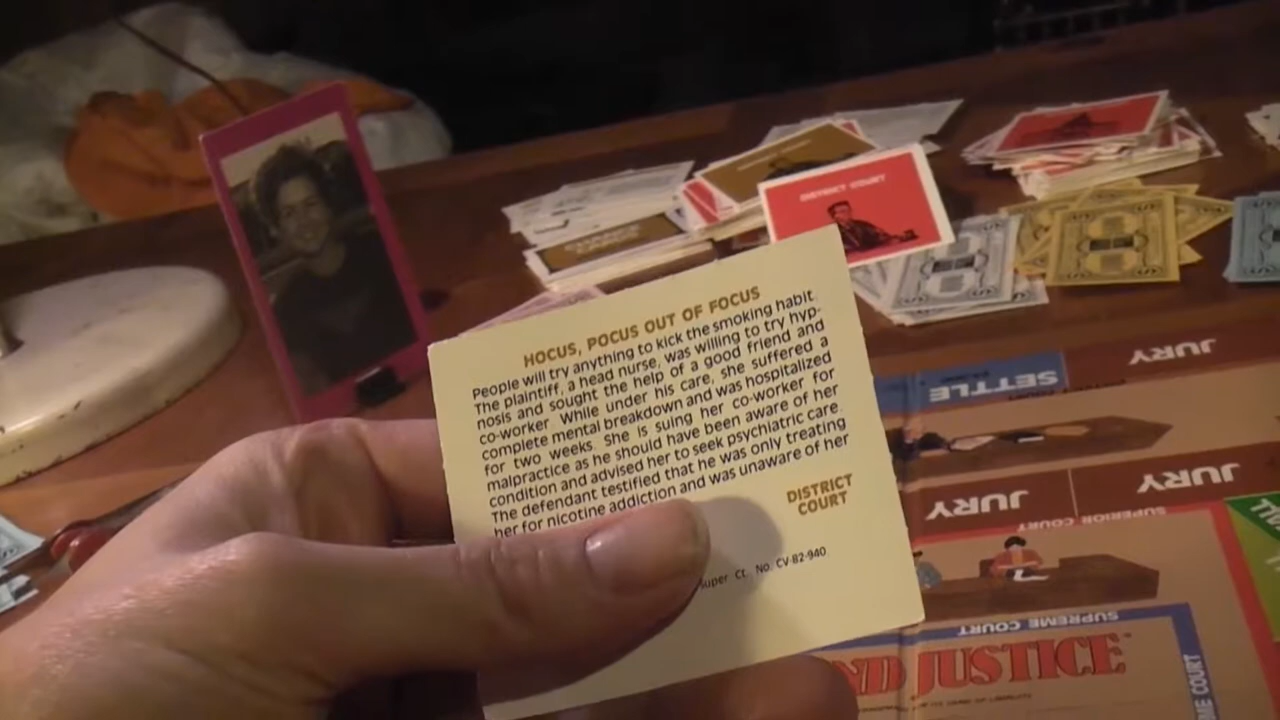 DISTRICT COURT
HOCUS, POCUS OUT OF FOCUS
People will try anything to kick the smoking habit.
The plaintiff, a head nurse, was willing to try hyp-
nosis and sought the help of a good friend and
co-worker. While under his care, she suffered a
complete mental breakdown and was hospitalized
for two weeks. She is suing her co-worker for
malpractice as he should have been aware of her
condition and advised her to seek psychiatric care.
The defendant testified that he was only treating
her for nicotine addiction and was unaware of her
DISTRICT
COURT
Super Ct. No. CV-82-940
JURY
SETTLE
JURY
JURY
SUPERIOR COURT
SUPREME COURT
ND JUSTICE
ME COURT